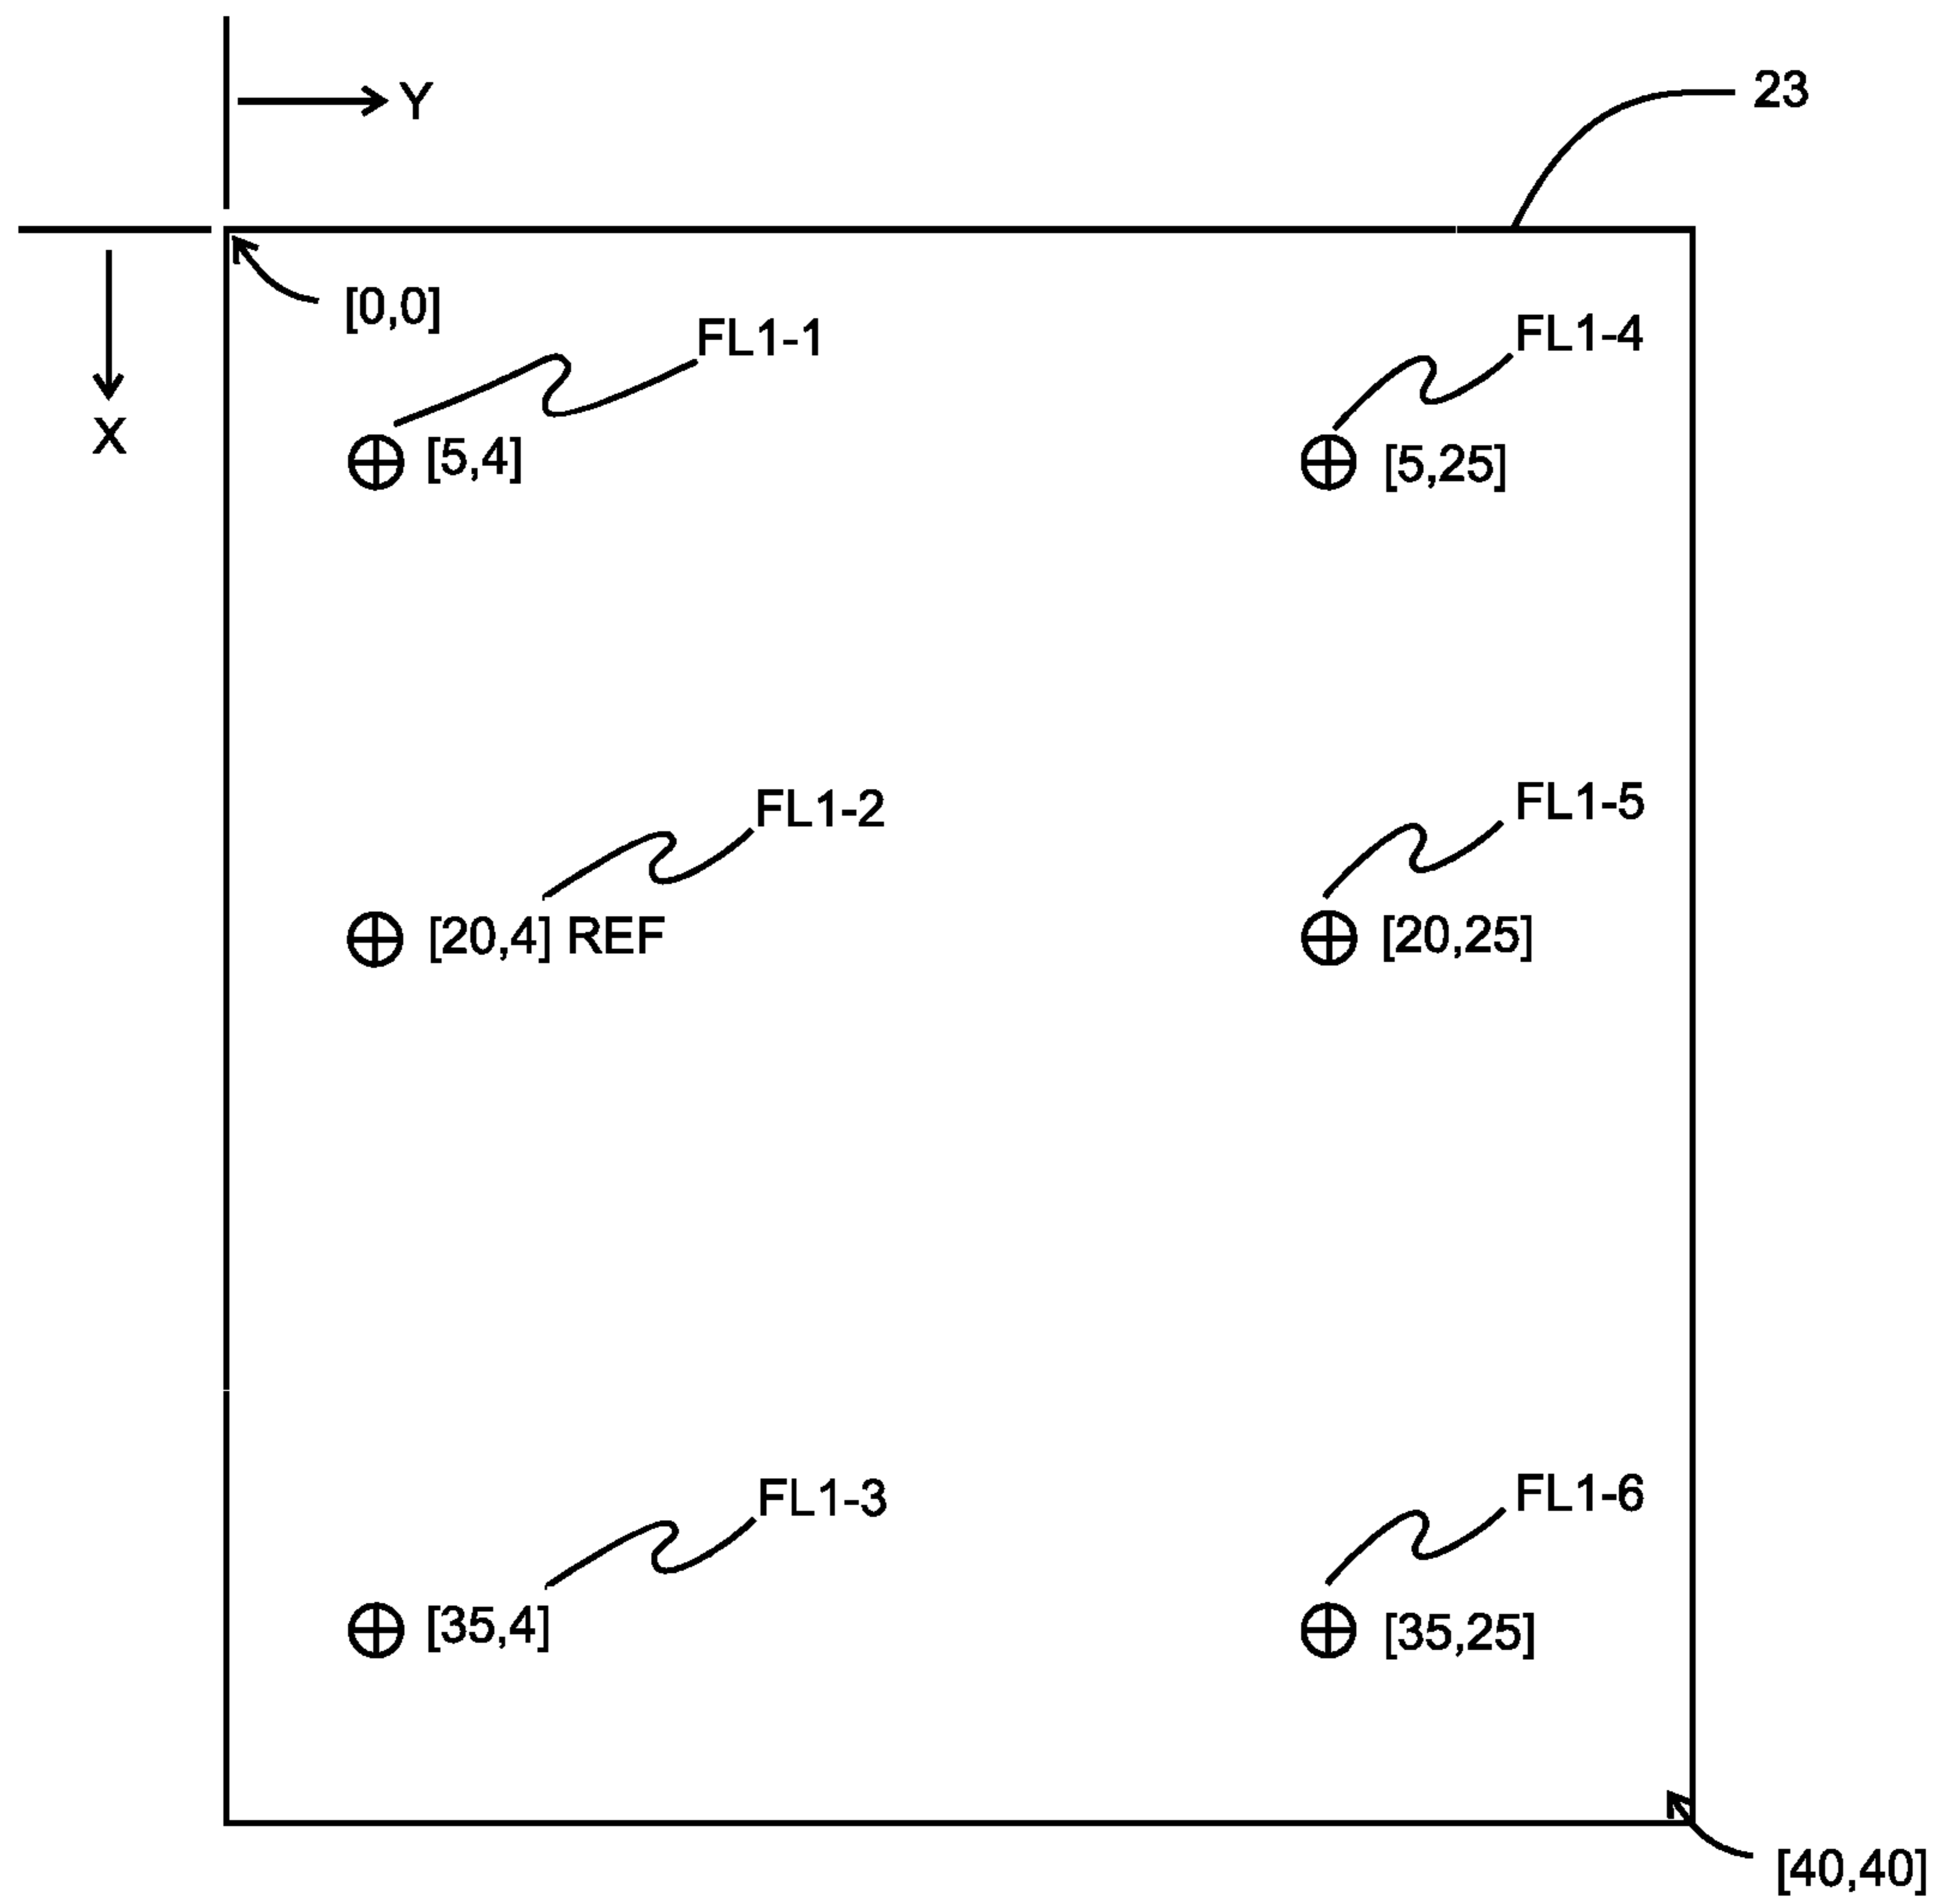 Y
23
X
[0,0]
FL1-1
FL1-4
[5,4]
[5,25]
FL1-2
FL1-5
[20,4] REF
[20,25]
FL1-3
FL1-6
[35,4]
[35,25]
[40,40]